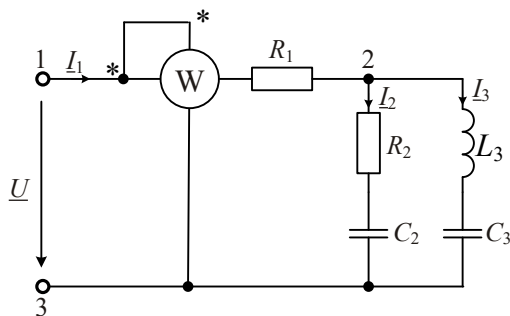 *
1
I₁
*
W
R₁
2
I₂
I₃
R₂
L₃
U
C₂
C₃
3